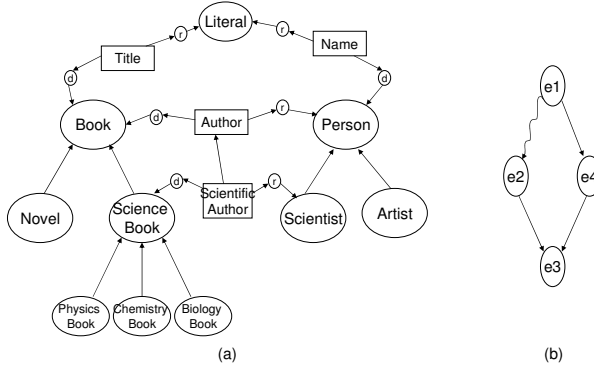 Literal
r
r
Name
Title
d
d
Book
d
Author
r
Person
d
Scientific
Author
r
Novel
Science
Book
Scientist
Artist
Physics
Book
Chemistry
Book
Biology
Book
(a)
e1
e2
e4
e3
(b)